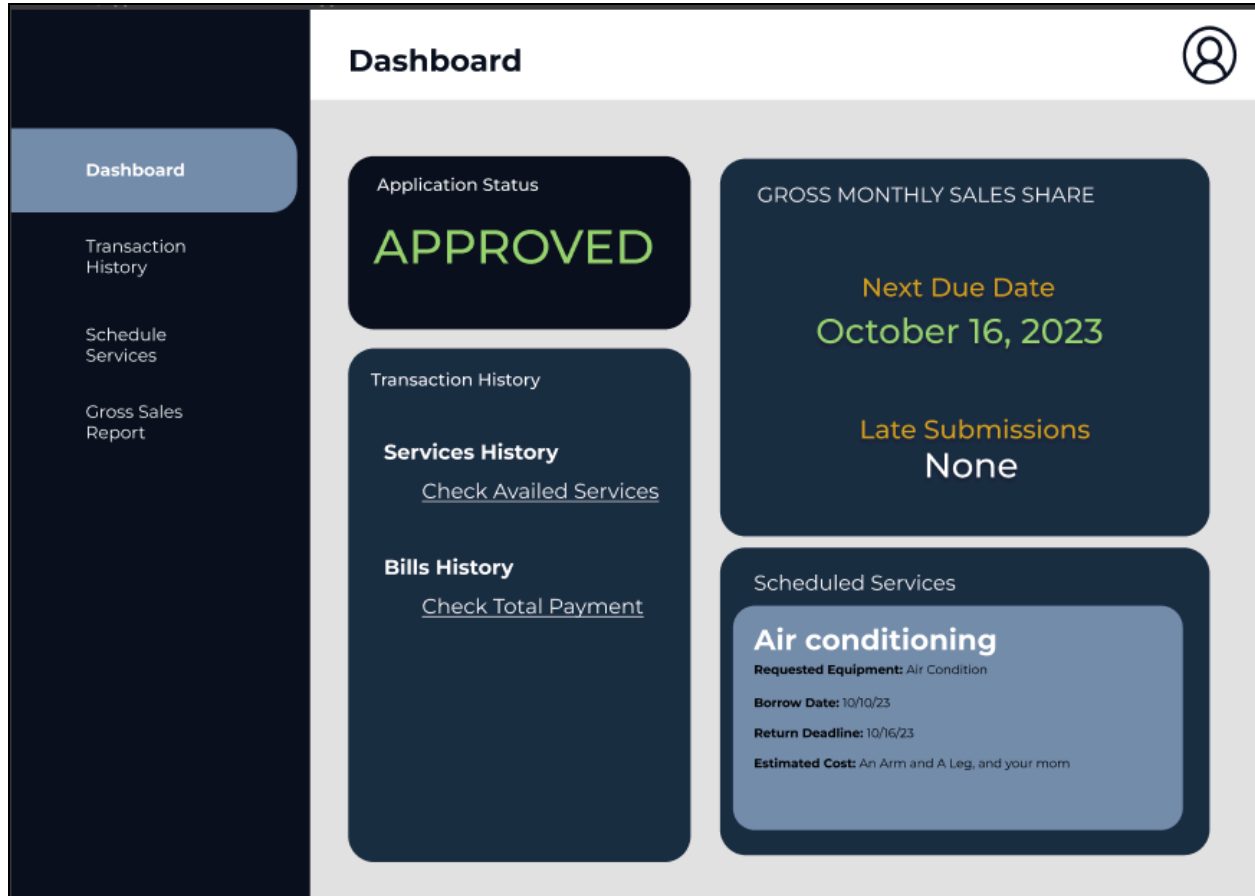 Dashboard
Dashboard
Transaction
History
Schedule
Services
Gross Sales
Report
Application Status
APPROVED
Transaction History
Services History
Check Availed Services
Bills History
Check Total Payment
GROSS MONTHLY SALES SHARE
Next Due Date
October 16, 2023
Late Submissions
None
Scheduled Services
Air conditioning
Requested Equipment: Air Condition
Borrow Date: 10/10/23
Return Deadline: 10/16/23
Estimated Cost: An Arm and A Leg, and your mom